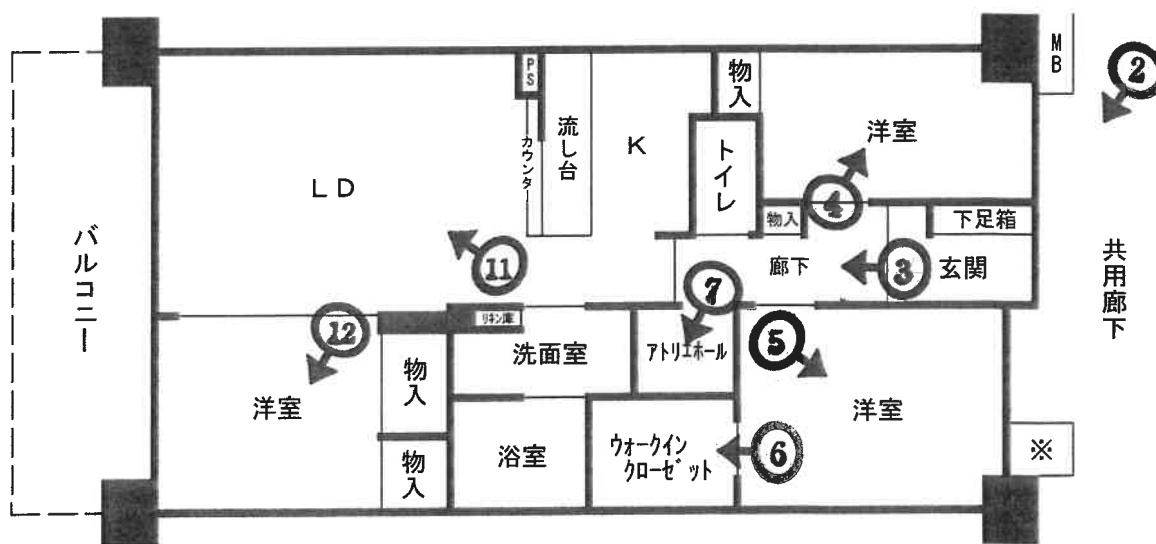 MB
2
PS
物入
洋室
流し台
K
トイレ
カウンタ
LD
4
物入
下足箱
バルコニー
11
廊下
3
玄関
共用廊下
7
リネン庫
12
洗面室
アトリエホール
5
洋室
物入
洋室
浴室
ウォークイン
クローゼット
6
※
物入